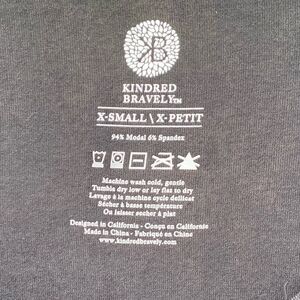 KB
KINDRED
BRAVELY™
X-SMALL \ X-PETIT
94% Modal 6% Spandex
Machine wash cold, gentle
Tumble dry low or lay flat to dry
Lavage à la machine cycle délicat
Sécher à basse température
Ou laisser sécher à plat
Designed in California - Conçu en Californie
Made in China - Fabriqué en Chine
www.kindredbravely.com